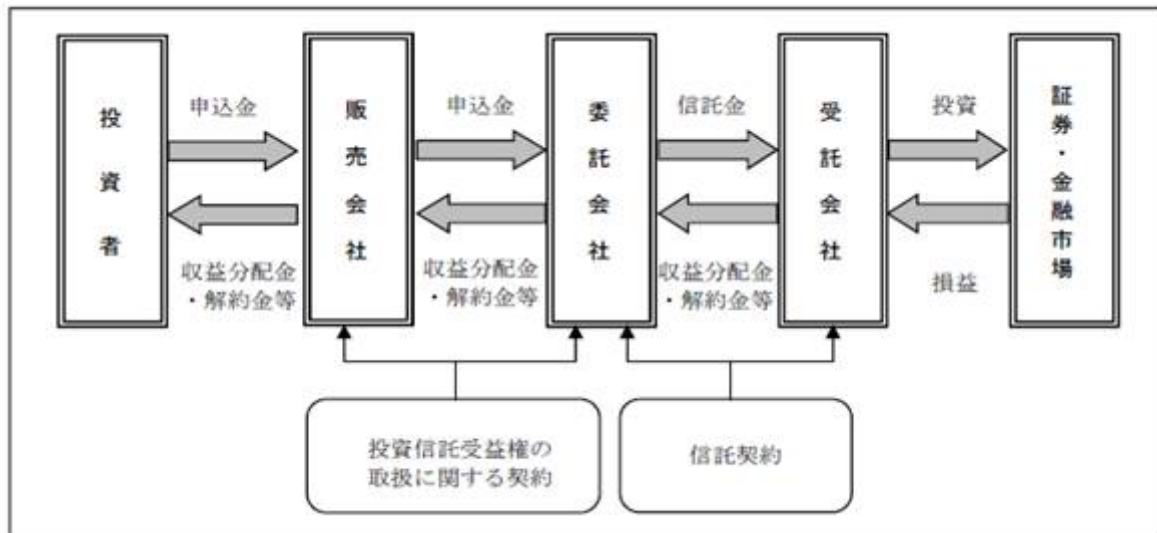 投資者
申込金
収益分配金
・解約金等
販売会社
申込金
収益分配金
・解約金等
委託会社
信託金
収益分配金
・解約金等
受託会社
投資
損益
証券・金融市場
投資信託受益権の
取扱に関する契約
信託契約